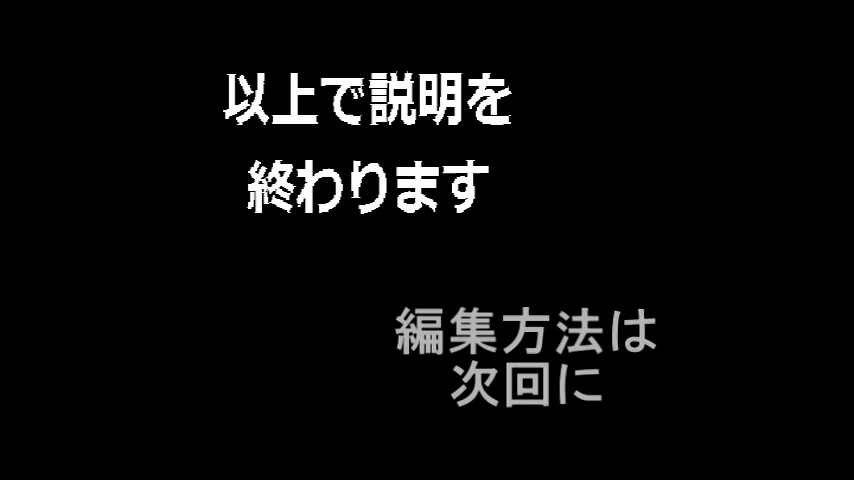 以上で説明を
終わります
編集方法は
次回に